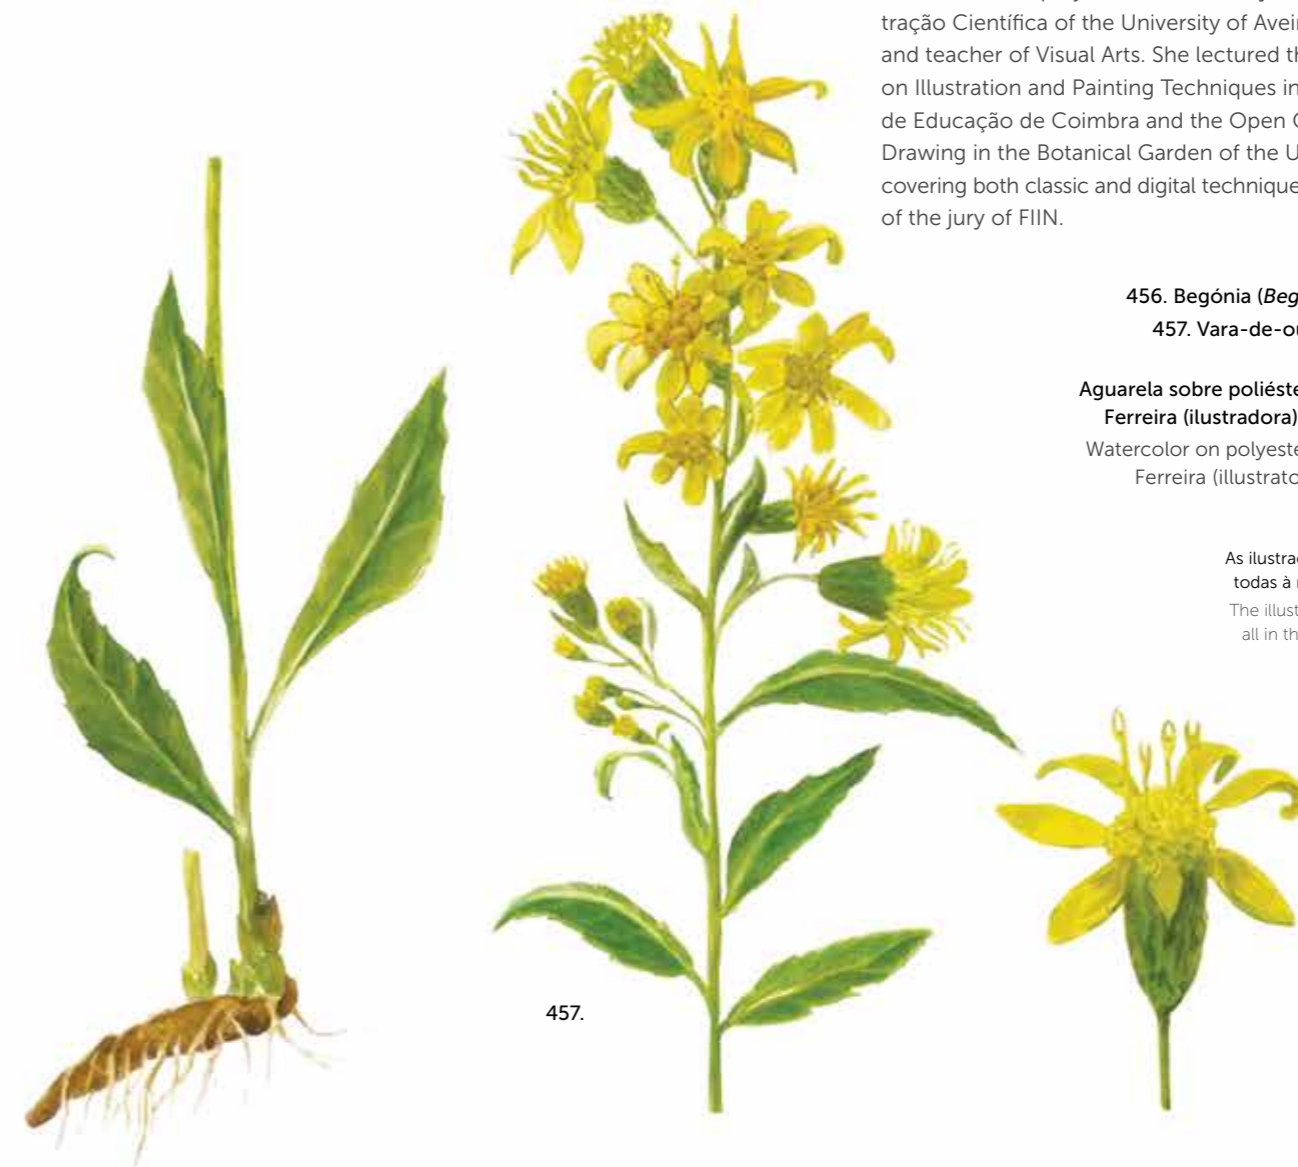 tração Científica of the University of Avei
and teacher of Visual Arts. She lectured
on Illustration and Painting Techniques in
de Educação de Coimbra and the Open
Drawing in the Botanical Garden of the
covering both classic and digital technique
of the jury of FIIN.
456. Begónia (Beg
457. Vara-de-o
Aguarela sobre poliést
Ferreira (ilustradora)
Watercolor on polyest
Ferreira (illustrato
As ilustra
todas à
The illust
all in th
457.